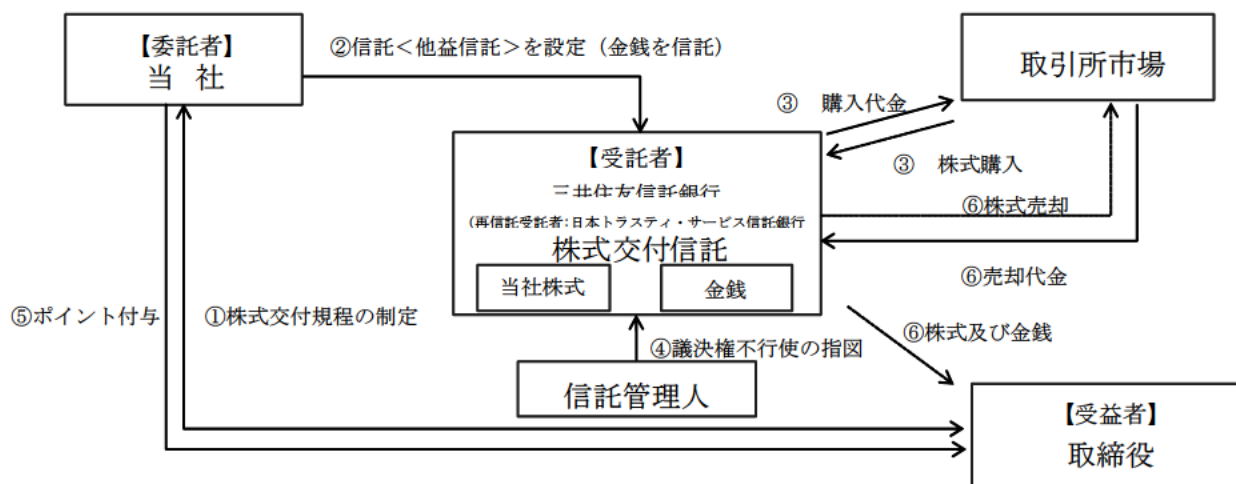 【委託者】
当 社
②信託＜他益信託＞を設定（金銭を信託）
取引所市場
③ 購入代金
③ 株式購入
【受託者】
三井住友信託銀行
(再信託受託者:日本トラスティ・サービス信託銀行
株式交付信託
当社株式
金銭
⑥株式売却
⑥売却代金
⑤ポイント付与
①株式交付規程の制定
④議決権不行使の指図
⑥株式及び金銭
信託管理人
【受益者】
取締役